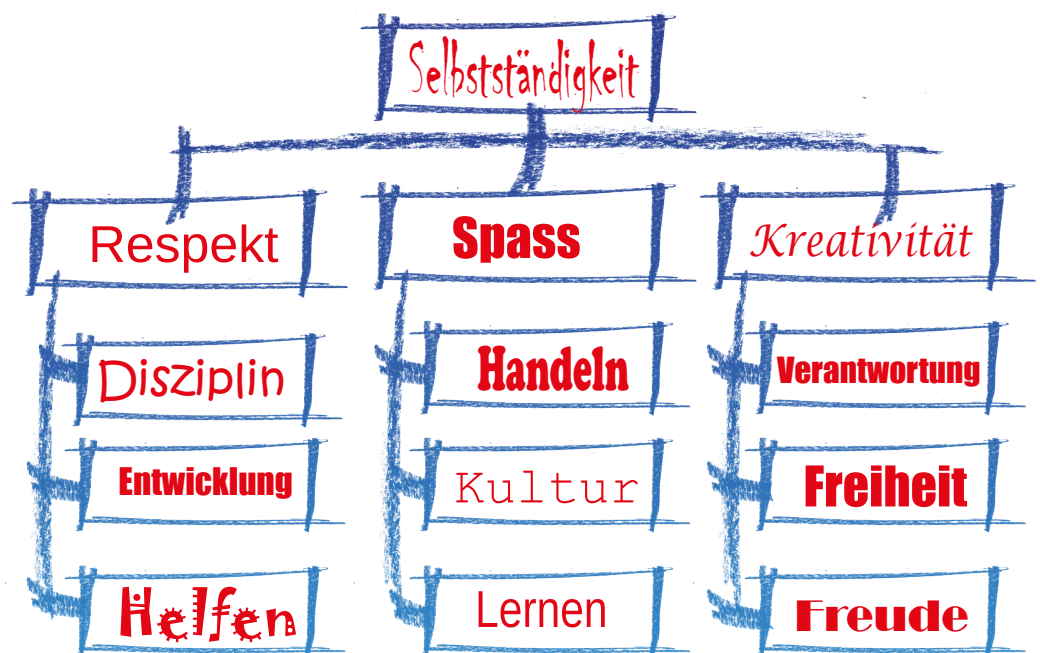 Selbstständigkeit
Respekt
Spass
Kreativität
Disziplin
Handeln
Verantwortung
Entwicklung
Kultur
Freiheit
Helfen
Lernen
Freude